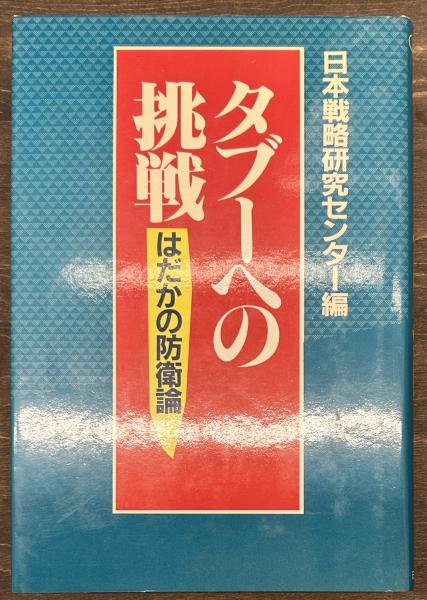 日本戦略研究センター編
タブーへの
挑戦
はだかの防衛論